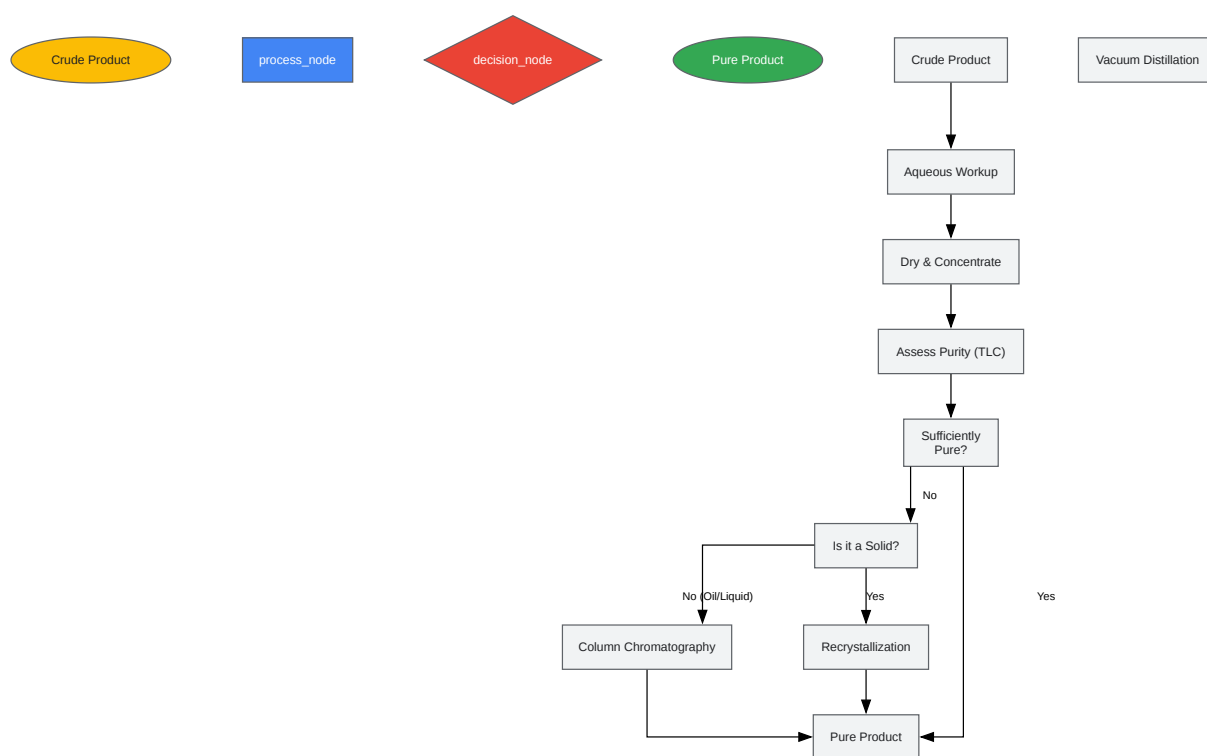 Crude Product
process_node
decision_node
Pure Product
Crude Product
Vacuum Distillation
Aqueous Workup
Dry & Concentrate
Assess Purity (TLC)
Sufficiently
Pure?
No
Is it a Solid?
No (Oil/Liquid)
Yes
Yes
Column Chromatography
Recrystallization
Pure Product